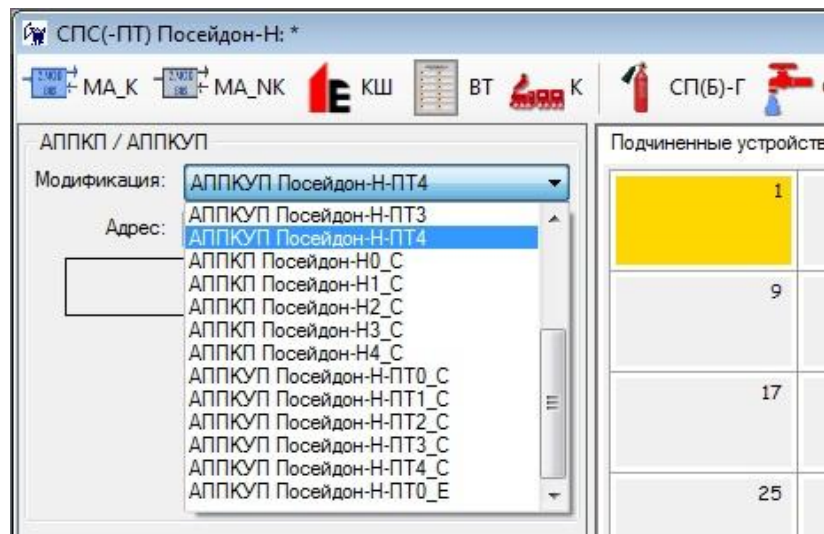 СПС(-ПТ) Посейдон-Н: *
МА_К МА_NK КШ ВТ К СП(Б)-Г
АППКП / АППКУП
Подчиненные устройств
Модификация: АППКУП Посейдон-Н-ПТ4
Адрес:
АППКУП Посейдон-Н-ПТ3
АППКУП Посейдон-Н-ПТ4
АППКП Посейдон-Н0_С
АППКП Посейдон-Н1_С
АППКП Посейдон-Н2_С
АППКП Посейдон-Н3_С
АППКП Посейдон-Н4_С
АППКУП Посейдон-Н-ПТ0_С
АППКУП Посейдон-Н-ПТ1_С
АППКУП Посейдон-Н-ПТ2_С
АППКУП Посейдон-Н-ПТ3_С
АППКУП Посейдон-Н-ПТ4_С
АППКУП Посейдон-Н-ПТ0_Е
1
9
17
25